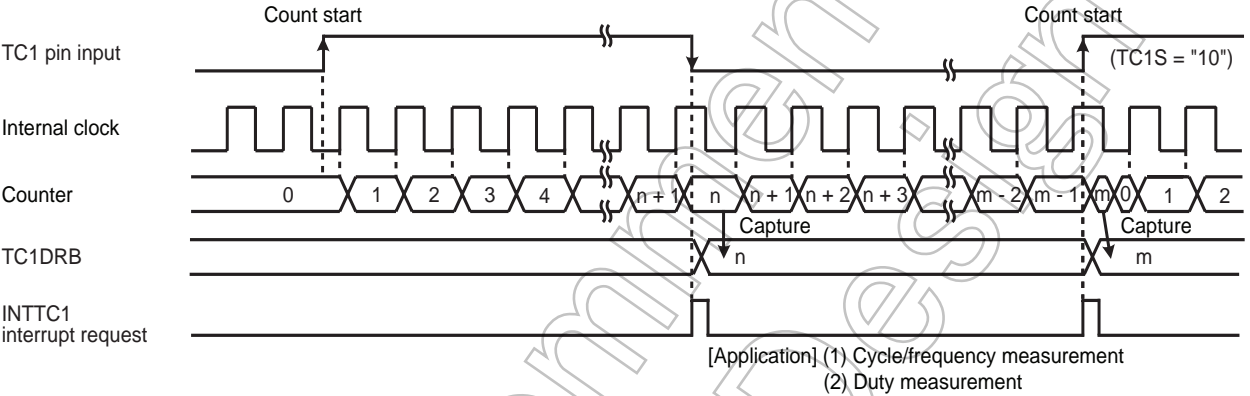 Count start Count start
TC1 pin input (TC1S = "10")
Internal clock
Counter 0 1 2 3 4 n + 1 n n + 1 n + 2 n + 3 m - 2 m - 1 m 0 1 2
Capture Capture
TC1DRB n m
INTTC1
interrupt request
[Application] (1) Cycle/frequency measurement
(2) Duty measurement